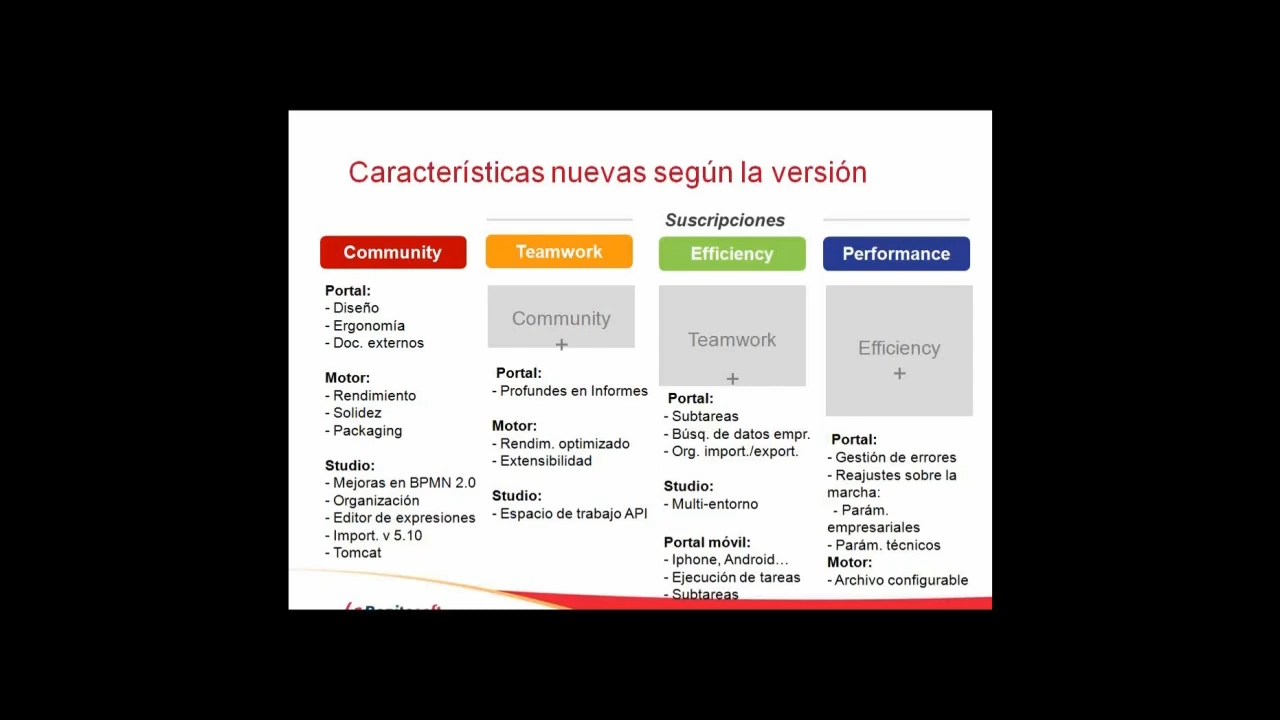 Características nuevas según la versión
Suscripciones
Community
Teamwork
Efficiency
Performance
Portal:
- Diseño
- Ergonomía
- Doc. externos
Motor:
- Rendimiento
- Solidez
- Packaging
Studio:
- Mejoras en BPMN 2.0
- Organización
- Editor de expresiones
- Import. v 5.10
- Tomcat
Community
+
Portal:
- Profundes en Informes
Motor:
- Rendim. optimizado
- Extensibilidad
Studio:
- Espacio de trabajo API
Teamwork
+
Portal:
- Subtareas
- Búsq. de datos empr.
- Org. import./export.
Studio:
- Multi-entorno
Portal móvil:
- Iphone, Android…
- Ejecución de tareas
- Subtareas
Efficiency
+
Portal:
- Gestión de errores
- Reajustes sobre la
marcha:
- Parám.
empresariales
- Parám. técnicos
Motor:
- Archivo configurable